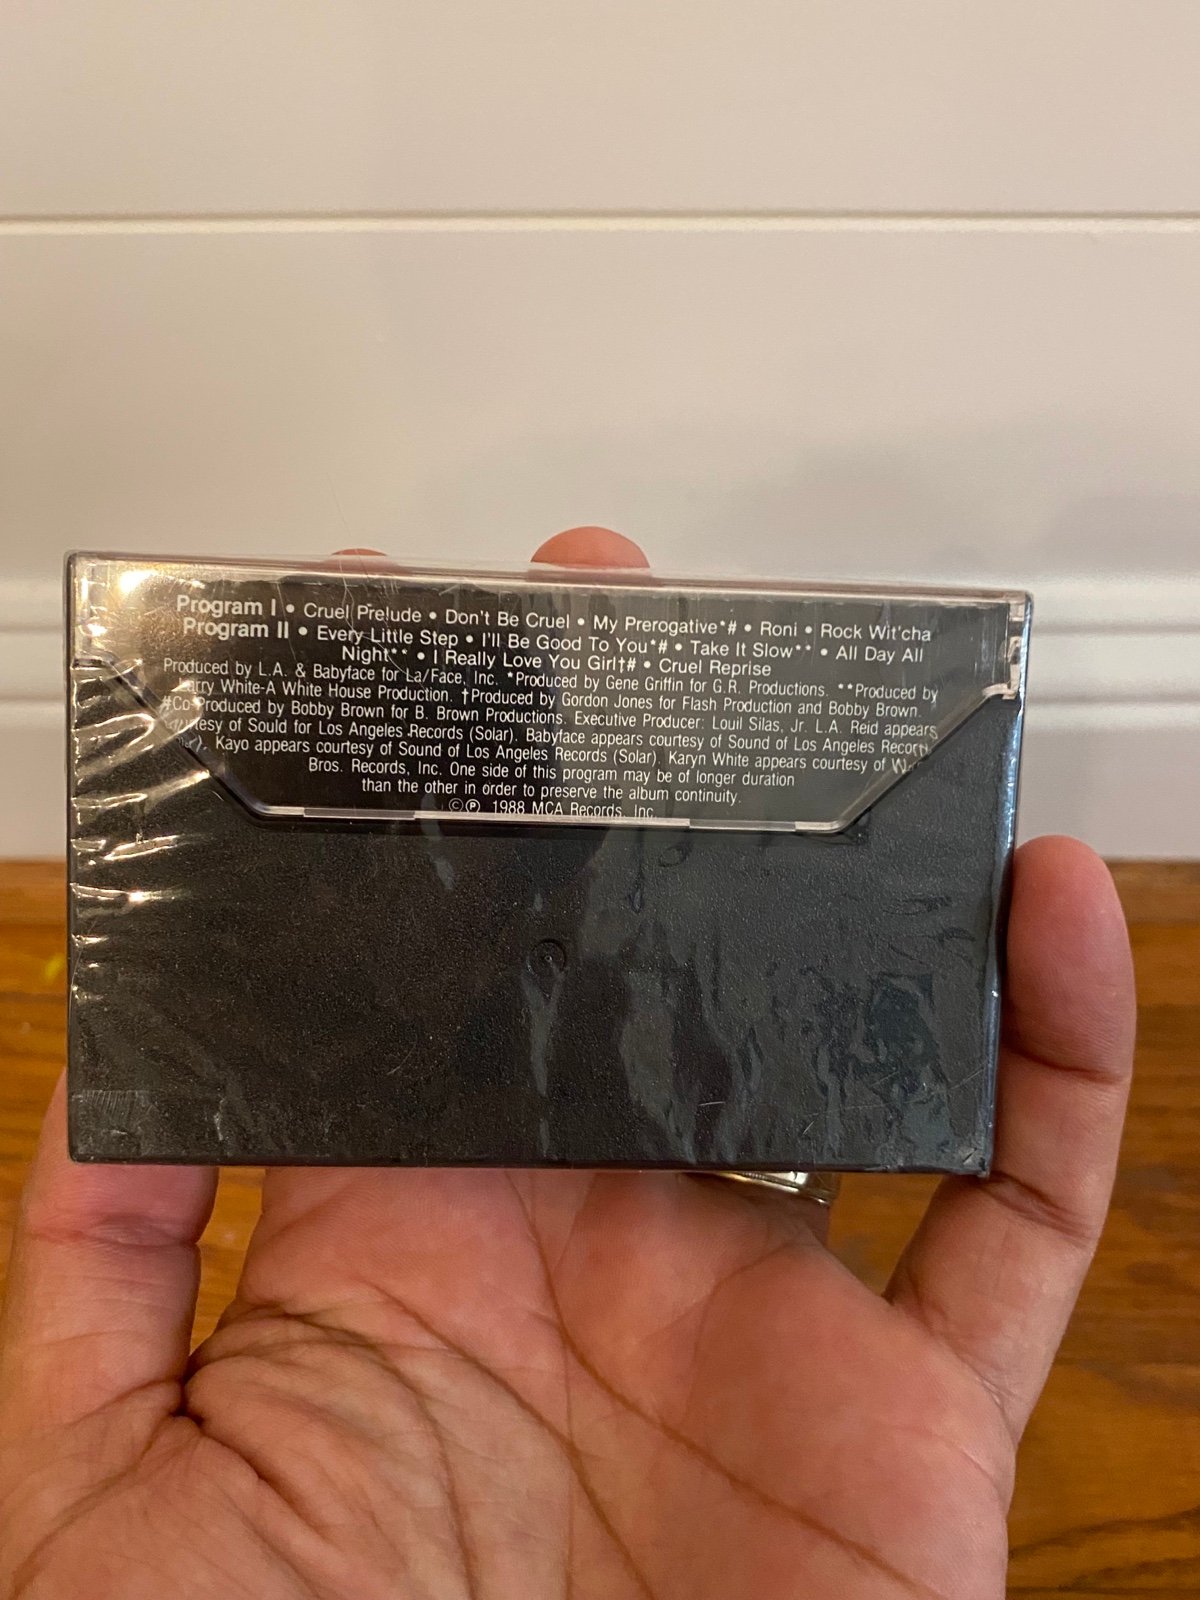 Program I • Cruel Prelude • Don't Be Cruel • My Prerogative*# • Roni • Rock Wit'cha
Program II • Every Little Step • I'll Be Good To You*# • Take It Slow** • All Day All
Night** • I Really Love You Girl†# • Cruel Reprise
Produced by L.A. & Babyface for La/Face, Inc. *Produced by Gene Griffin for G.R. Productions. **Produced by
Larry White-A White House Production. †Produced by Gordon Jones for Flash Production and Bobby Brown.
#Co-Produced by Bobby Brown for B. Brown Productions. Executive Producer: Louil Silas, Jr. L.A. Reid appears
courtesy of Sould for Los Angeles Records (Solar). Babyface appears courtesy of Sound of Los Angeles Records
Kayo appears courtesy of Sound of Los Angeles Records (Solar). Karyn White appears courtesy of
Bros. Records, Inc. One side of this program may be of longer duration
than the other in order to preserve the album continuity.
©℗ 1988 MCA Records, Inc.